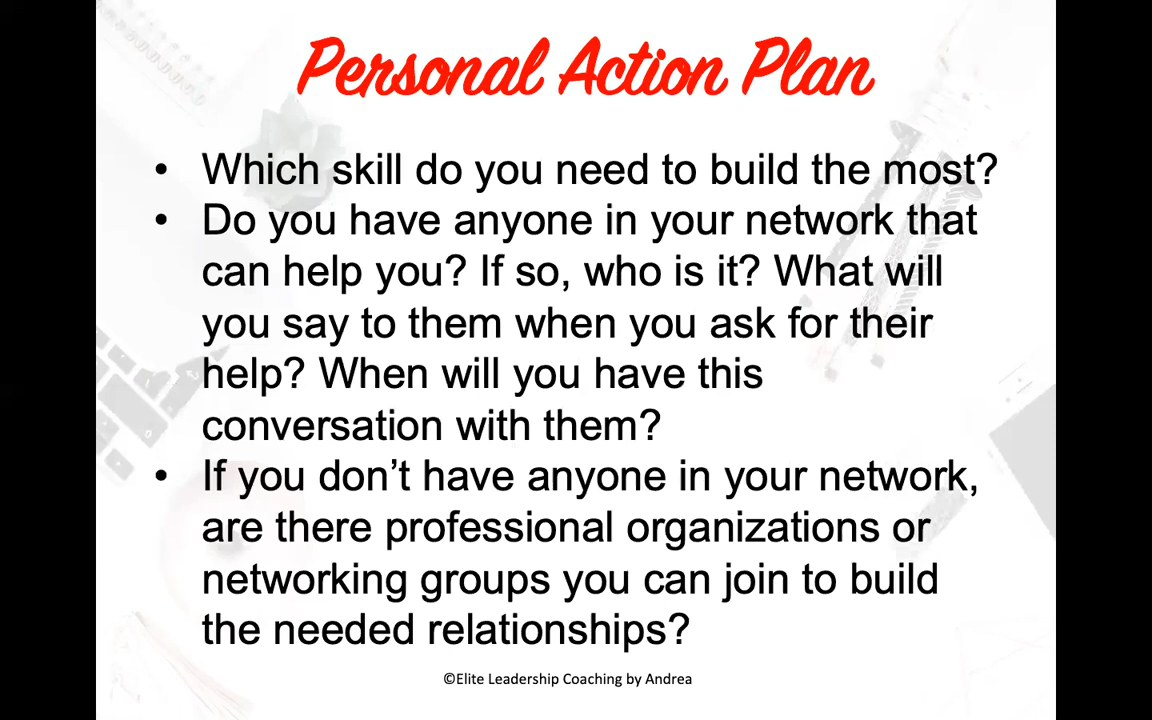 Personal Action Plan
• Which skill do you need to build the most?
• Do you have anyone in your network that
can help you? If so, who is it? What will
you say to them when you ask for their
help? When will you have this
conversation with them?
• If you don’t have anyone in your network,
are there professional organizations or
networking groups you can join to build
the needed relationships?
©Elite Leadership Coaching by Andrea